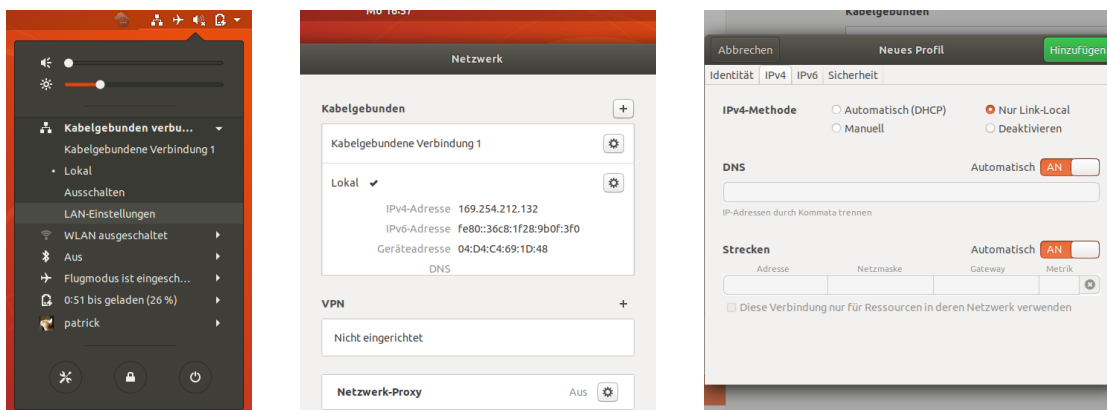 Kabelgebunden verbu...
Kabelgebundene Verbindung 1
Lokal
Ausschalten
LAN-Einstellungen
WLAN ausgeschaltet
Aus
Flugmodus ist eingesch...
0:51 bis geladen (26 %)
patrick
Mo 16:37
Netzwerk
Kabelgebunden
Kabelgebundene Verbindung 1
Lokal
IPv4-Adresse 169.254.212.132
IPv6-Adresse fe80::36c8:1f28:9b0f:3f0
Geräteadresse 04:D4:C4:69:1D:48
DNS
VPN
Nicht eingerichtet
Netzwerk-Proxy Aus
Kabelgebunden
Abbrechen Neues Profil Hinzufügen
Identität IPv4 IPv6 Sicherheit
IPv4-Methode Automatisch (DHCP) Nur Link-Local
Manuell Deaktivieren
DNS Automatisch AN
IP-Adressen durch Kommata trennen
Strecken Automatisch AN
Adresse Netzmaske Gateway Metrik
Diese Verbindung nur für Ressourcen in deren Netzwerk verwenden